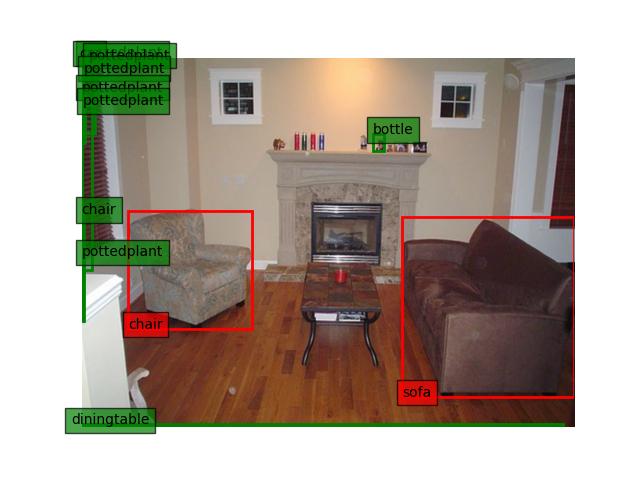 pottedplant
pottedplant
pottedplant
pottedplant
bottle
chair
pottedplant
chair
sofa
diningtable